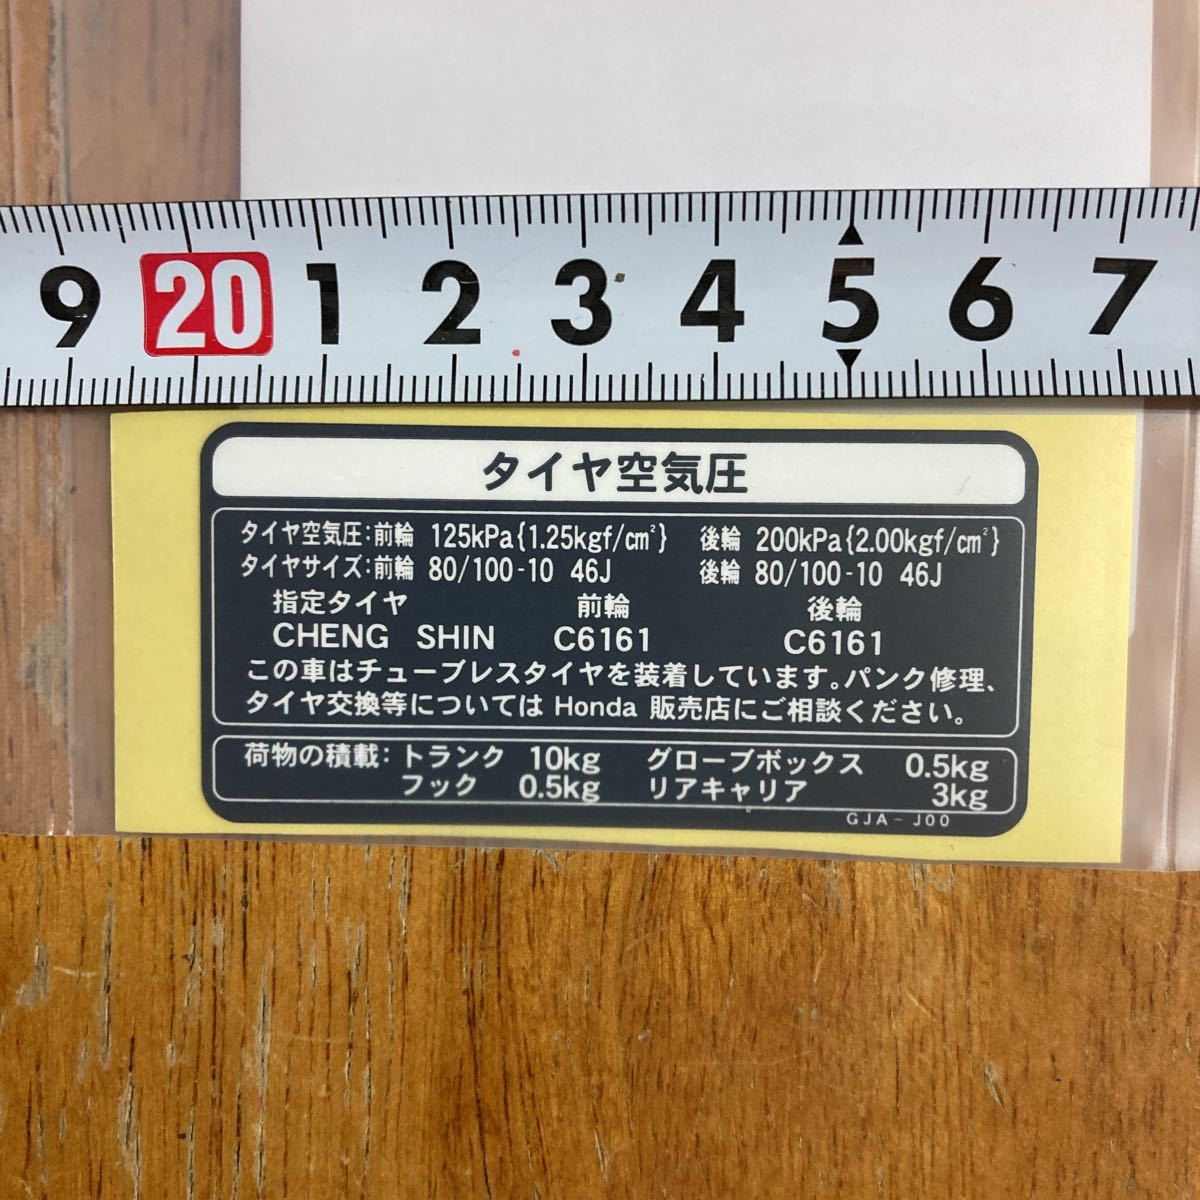 9 20 1 2 3 4 5 6 7
タイヤ空気圧
タイヤ空気圧:前輪 125kPa{1.25kgf/c㎡} 後輪 200kPa{2.00kgf/c㎡}
タイヤサイズ:前輪 80/100-10 46J 後輪 80/100-10 46J
指定タイヤ 前輪 後輪
CHENG SHIN C6161 C6161
この車はチューブレスタイヤを装着しています。パンク修理、
タイヤ交換等については Honda 販売店にご相談ください。
荷物の積載:トランク 10kg グローブボックス 0.5kg
フック 0.5kg リアキャリア 3kg
GJA-J00